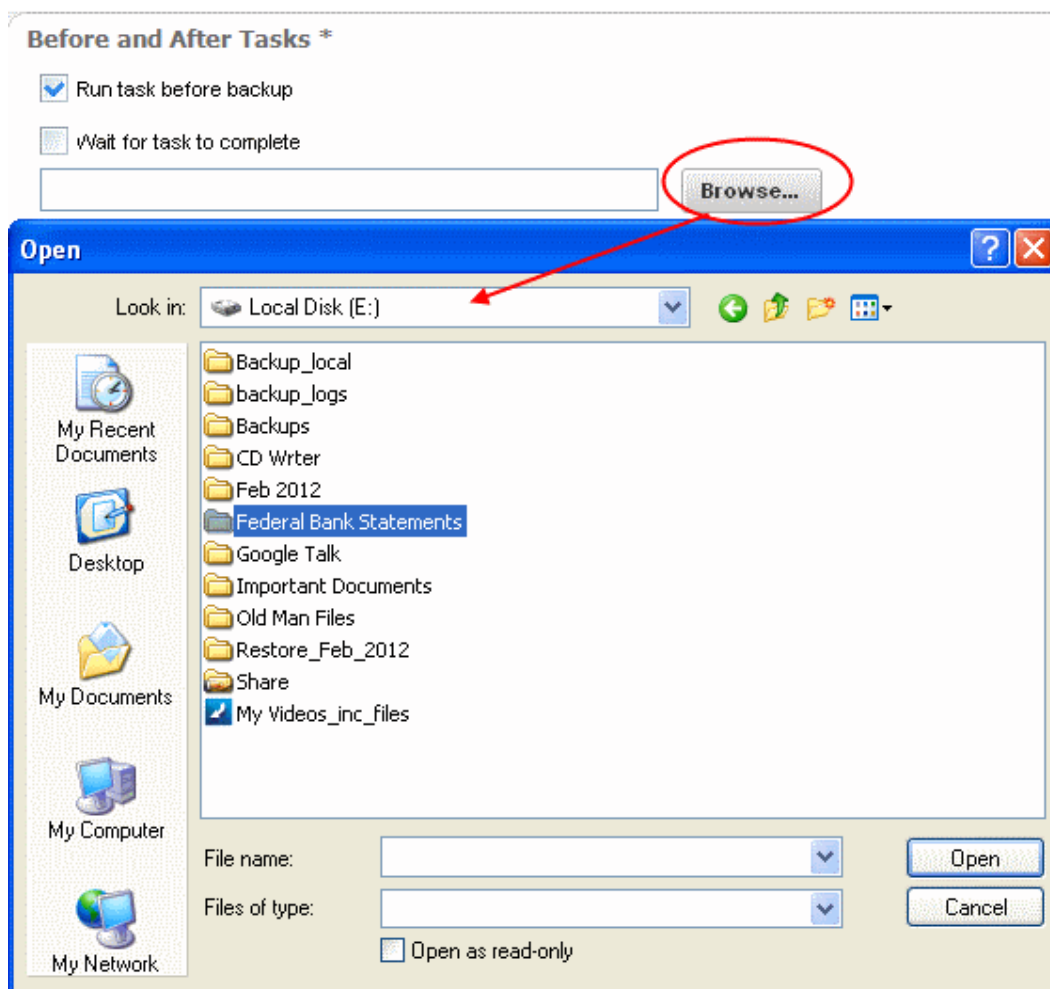 Before and After Tasks *
Run task before backup
Wait for task to complete
Browse...
Open
Look in:
Local Disk (E:)
My Recent
Documents
Desktop
My Documents
My Computer
My Network
Backup_local
backup_logs
Backups
CD Wrter
Feb 2012
Federal Bank Statements
Google Talk
Important Documents
Old Man Files
Restore_Feb_2012
Share
My Videos_inc_files
File name:
Open
Files of type:
Cancel
Open as read-only